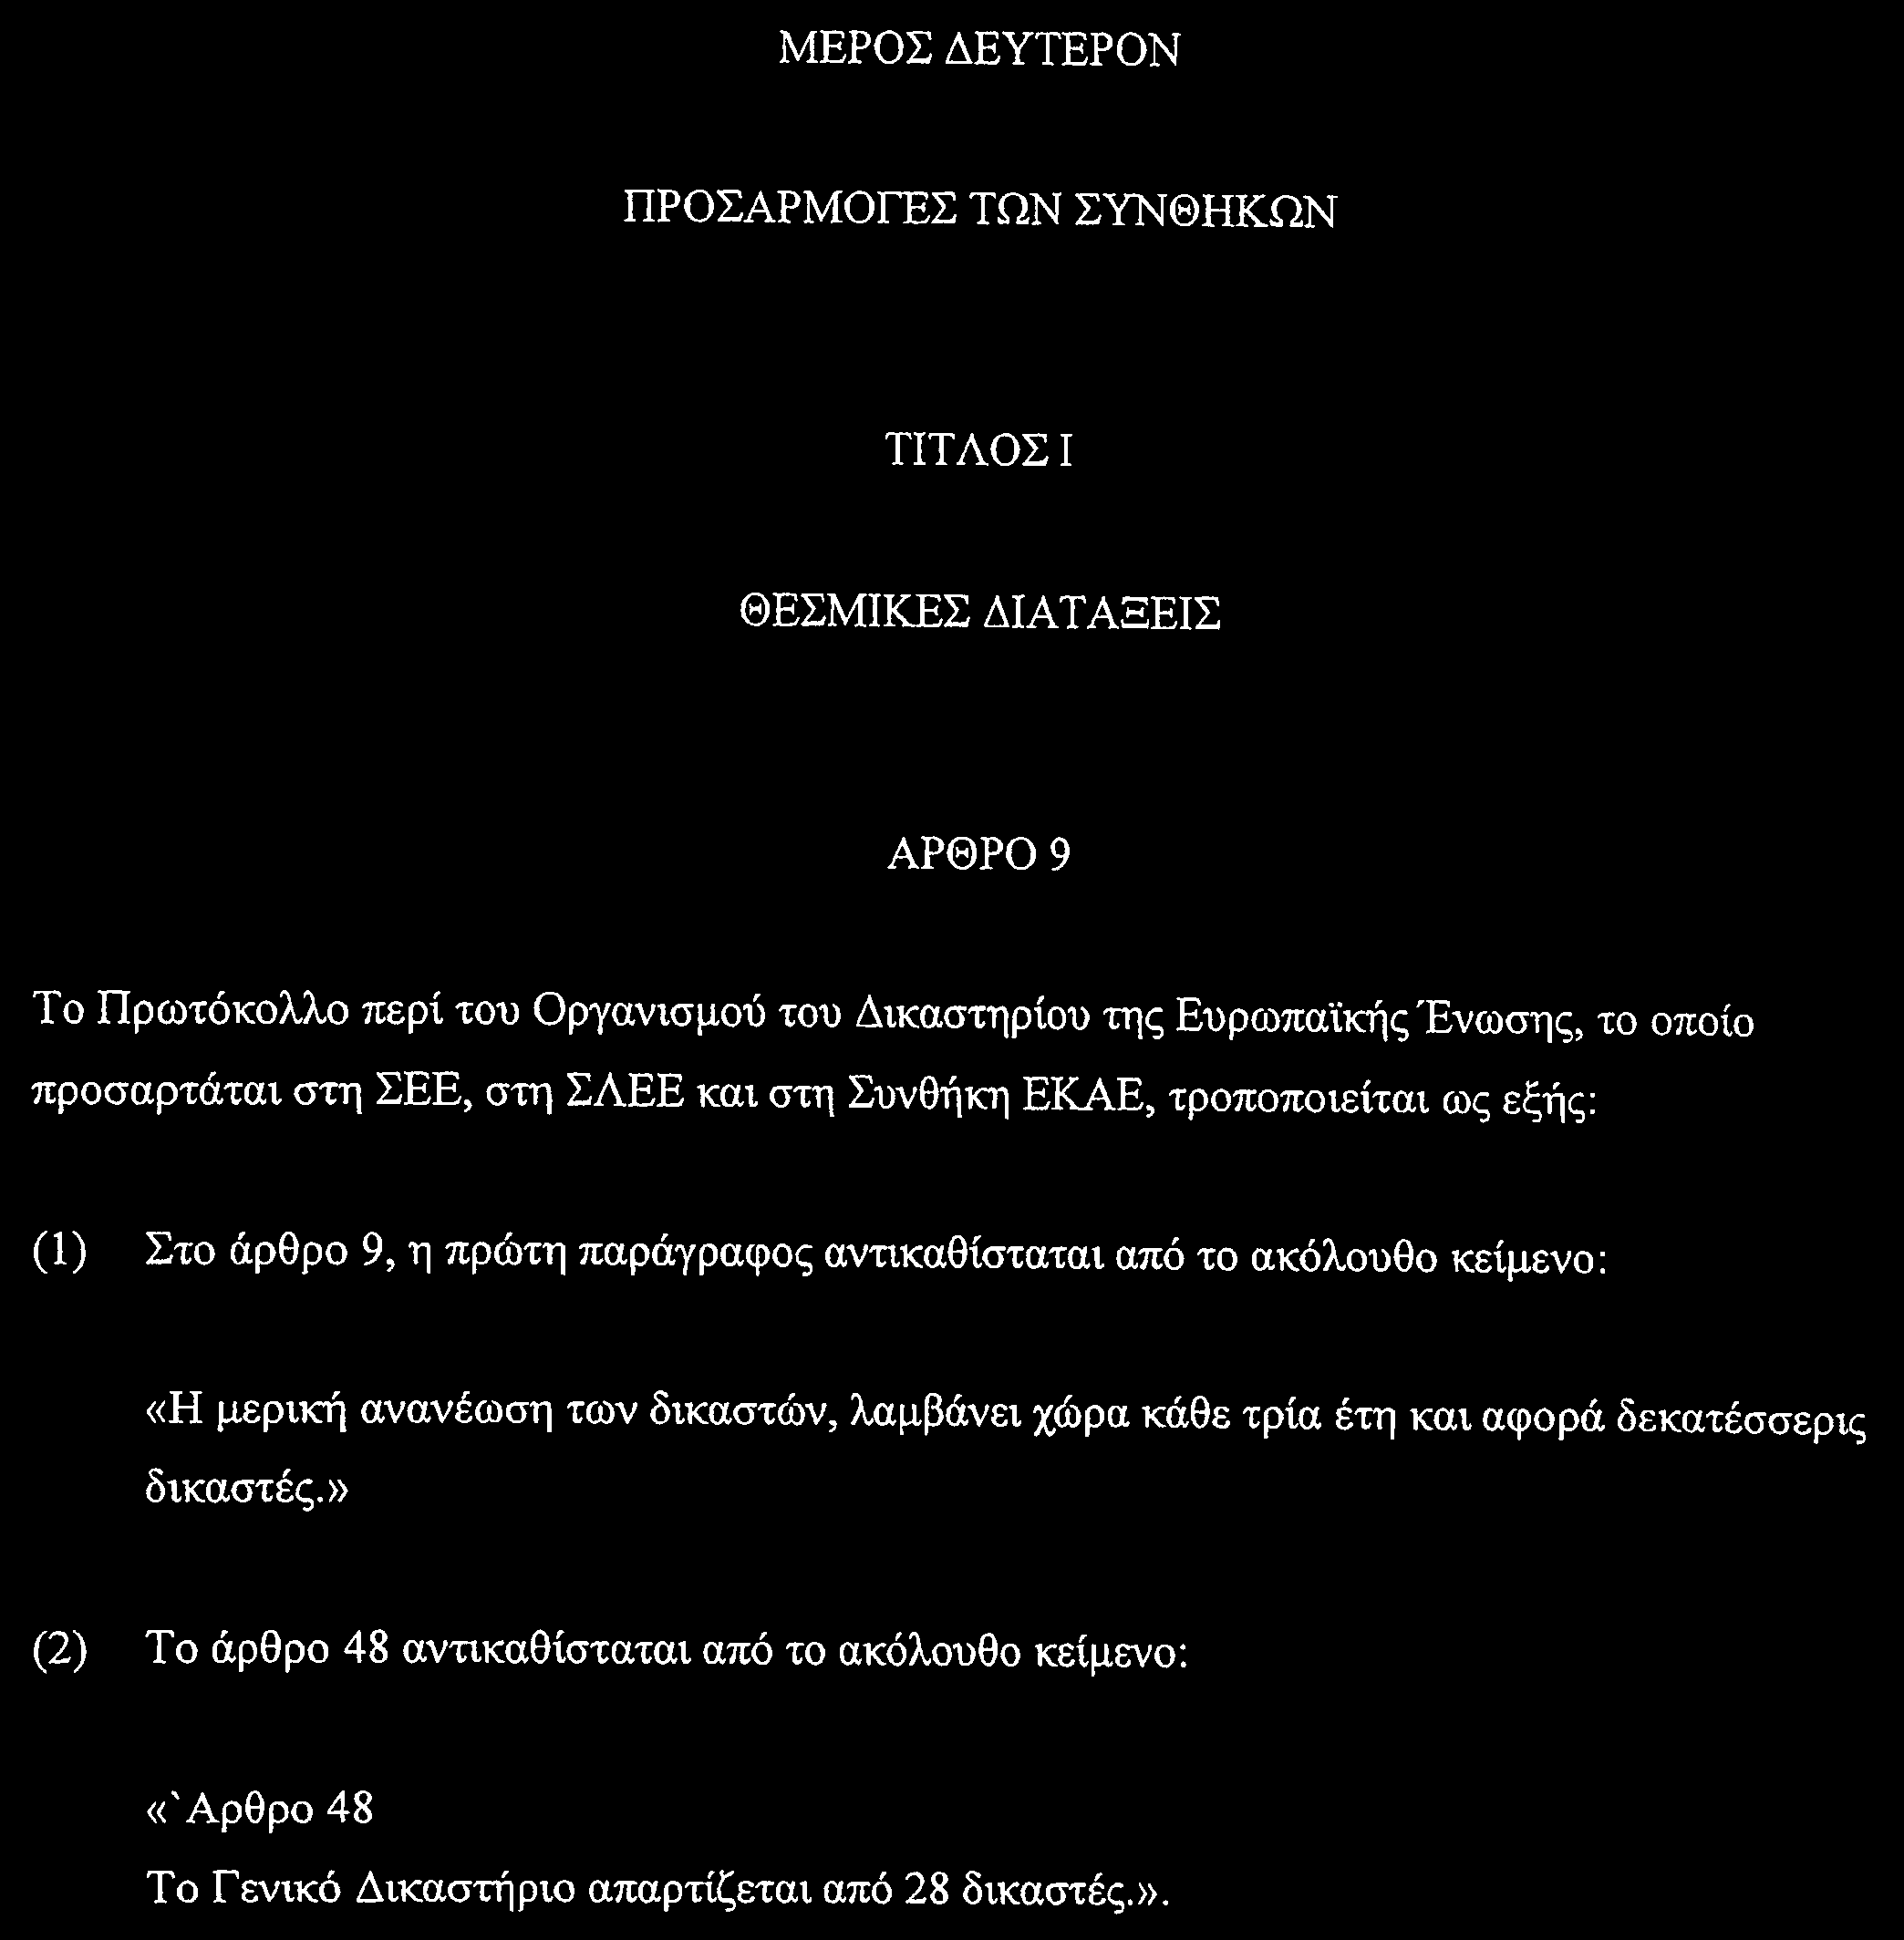 ΜΕΡΟΣ ΔΕΥΤΕΡΟΝ
ΠΡΟΣΑΡΜΟΓΕΣ ΤΩΝ ΣΥΝΘΗΚΩΝ
ΤΙΤΛΟΣ Ι
ΘΕΣΜΙΚΕΣ ΔΙΑΤΑΞΕΙΣ
ΑΡΘΡΟ 9
Το Πρωτόκολλο περί του Οργανισμού του Δικαστηρίου της Ευρωπαϊκής Ένωσης, το οποίο
προσαρτάται στη ΣΕΕ, στη ΣΛΕΕ και στη Συνθήκη ΕΚΑΕ, τροποποιείται ως εξής:
(1) Στο άρθρο 9, η πρώτη παράγραφος αντικαθίσταται από το ακόλουθο κείμενο:
«Η μερική ανανέωση των δικαστών, λαμβάνει χώρα κάθε τρία έτη και αφορά δεκατέσσερις
δικαστές.»
(2) Το άρθρο 48 αντικαθίσταται από το ακόλουθο κείμενο:
«`Αρθρο 48
Το Γενικό Δικαστήριο απαρτίζεται από 28 δικαστές.».